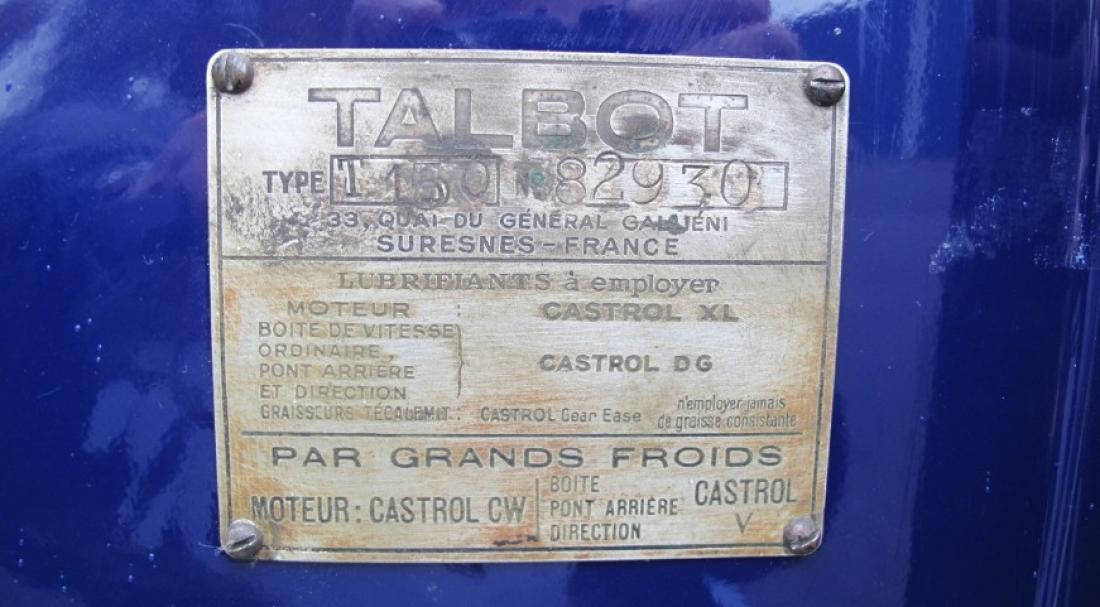 TALBOT
TYPE T 150 No 82930
33, QUAI DU GÉNÉRAL GALLIÉNI
SURESNES - FRANCE
LUBRIFIANTS à employer
MOTEUR : CASTROL XL
BOITE DE VITESSE
ORDINAIRE,
PONT ARRIÈRE
ET DIRECTION } CASTROL DG
GRAISSEURS TÉCALEMIT : CASTROL Gear Ease n'employer jamais
de graisse consistante
PAR GRANDS FROIDS
MOTEUR : CASTROL CW
BOITE
PONT ARRIÈRE
DIRECTION
CASTROL
V